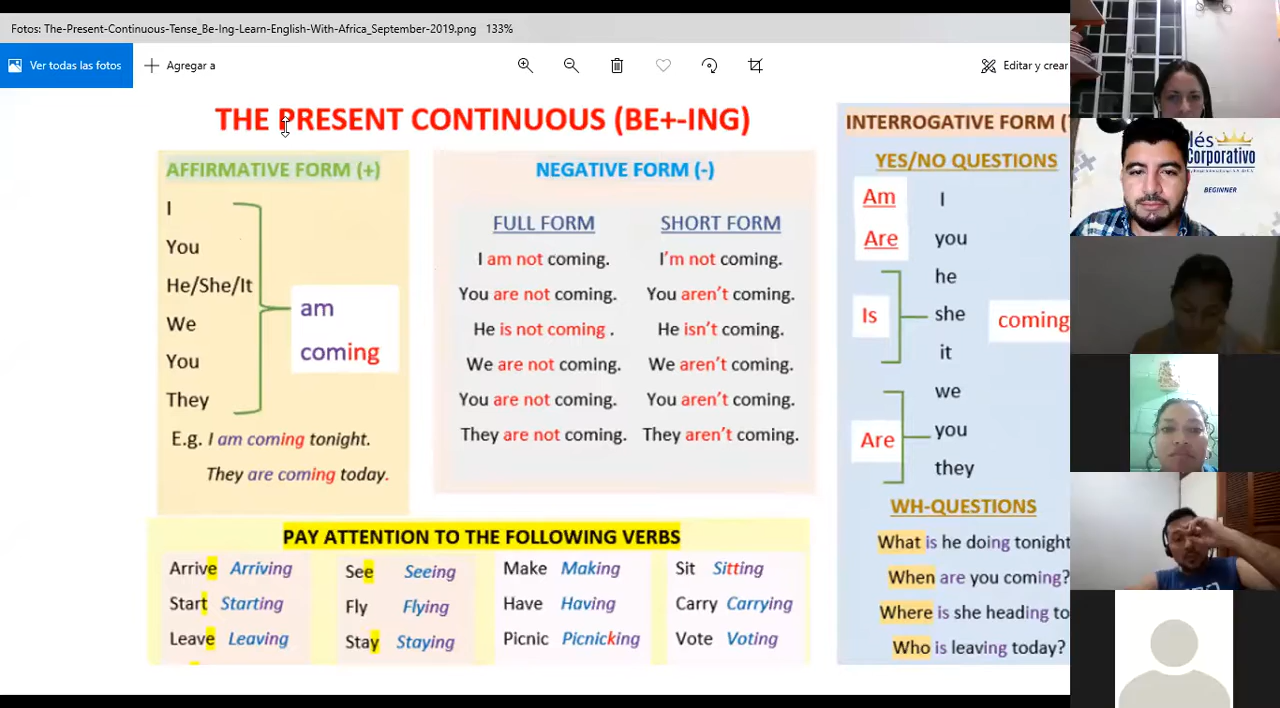 Fotos: The-Present-Continuous-Tense_Be-Ing-Learn-English-With-Africa_September-2019.png 133%
Ver todas las fotos
Agregar a
Editar y crear
THE PRESENT CONTINUOUS (BE+-ING)
AFFIRMATIVE FORM (+)
I
You
He/She/It
We
You
They
am
coming
E.g. I am coming tonight.
They are coming today.
NEGATIVE FORM (-)
FULL FORM
I am not coming.
You are not coming.
He is not coming .
We are not coming.
You are not coming.
They are not coming.
SHORT FORM
I'm not coming.
You aren't coming.
He isn't coming.
We aren't coming.
You aren't coming.
They aren't coming.
INTERROGATIVE FORM (
YES/NO QUESTIONS
Am
Are
Is
Are
I
you
he
she
it
we
you
they
coming
WH-QUESTIONS
What is he doing tonight
When are you coming?
Where is she heading to
Who is leaving today?
PAY ATTENTION TO THE FOLLOWING VERBS
Arrive Arriving
Start Starting
Leave Leaving
See Seeing
Fly Flying
Stay Staying
Make Making
Have Having
Picnic Picnicking
Sit Sitting
Carry Carrying
Vote Voting
lés
Corporativo
BEGINNER